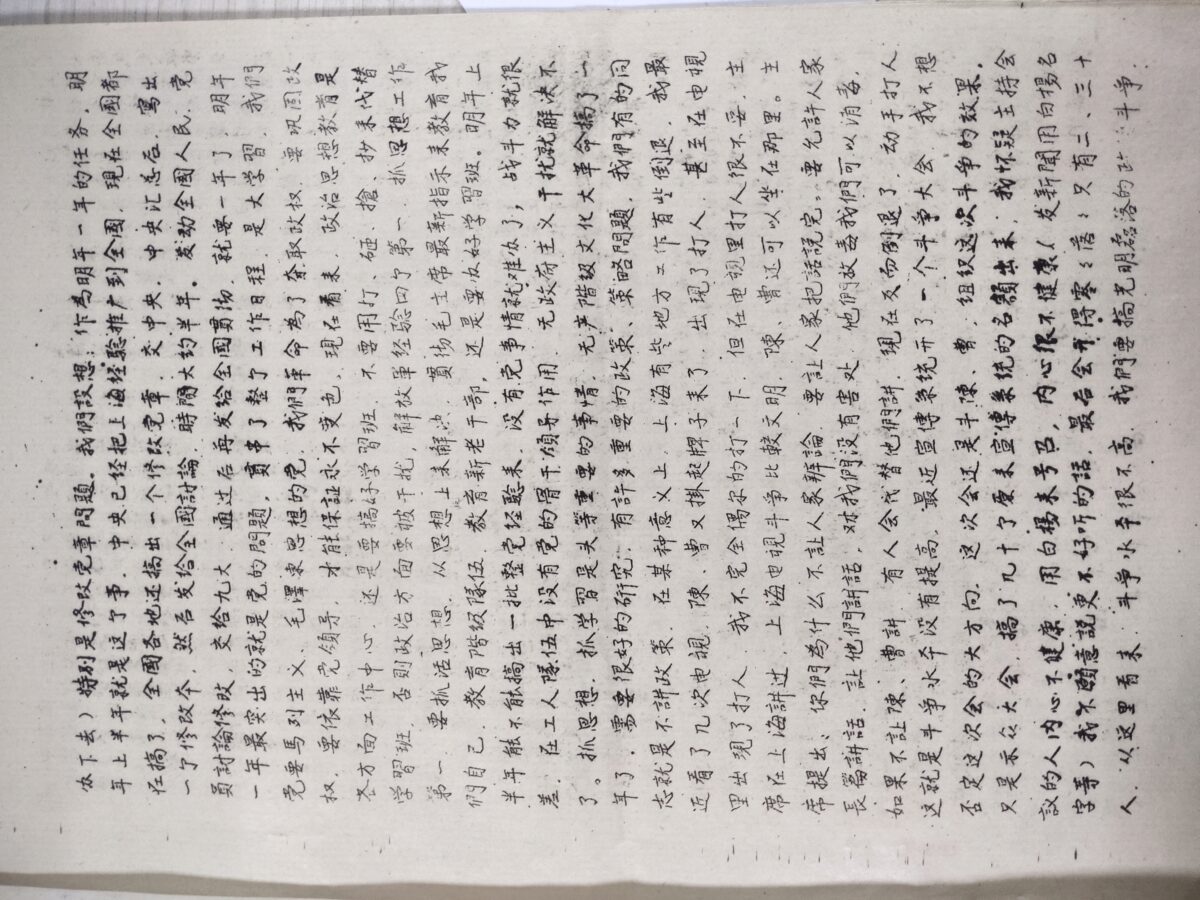 办下去）特别是修改党章問題。我們設想：作為明年一年的任务，明
年上半年就是这个事，中央已经把上海经驗推广到全國，現在全國都
在搞了，全國各地还搞出一个修改党章，交中央，中央汇总后，寫出
一个修改本，然后发给全國討論，時間大约半年。发动全國人民、党
員討論修改，交给九大，通过后再发给全國貫彻，就要一年了，明年
一年最突出的就是党的問題，貫串了整个工作日程，是大学習，我們
党要馬列主义、毛澤東思想的党，我們革命為了奪取政权，要巩固政
权，要依靠党領导，才能保証永不变色，現在看来，政治思想教育是
各方面工作中心，还是要搞好学習班，不要用打、砸、搶、抄来代替
学習班，否則政治方面要被干扰，解放軍经驗四个第一，抓思想工作
第一，要抓活思想，从思想上来解决，貫彻毛主席最新指示来教育我
們自己，教育階級隊伍，教育新老干部，还是要办好学習班。明年上
半年能不能搞出一批整党经驗来，没有党事情就难办了，战斗力就很
差，在工人隊伍中没有党的骨干領导作用，无政府主义干扰就解决不
了。抓思想，抓学習是头等重要的事情，无产階級文化大革命搞了一
年了，需要很好的研究，有許多重要的政策、策略問題，我們有的同
志就是不講政策，在某种意义上，上海有些地方工作有些倒退，我最
近看了几次电視，陳、曹又掛起牌子来了，出現了打人，甚至在电視
里出現了打人，我不完全偶尔的打一下，但在电視里打人很不妥，主
席在上海講过，上海电視斗争比較文明，陳、曹还可以坐在那里。主
席提出：你們為什么不讓人家辨論，要讓人家把話説完。要允許人家
長篇講話，讓他們講話，对我們没有害处，他們放毒我們可以消毒，
如果不讓陳、曹講，有人会代替他們講，現在反而倒退了，动手打人
这就是斗争水平没有提高，最近宣傳系统开了一个斗争大会，我不想
否定这次会的大方向，这次会还是斗陳、曹，組织这次斗争的效果，
只是示众大会，搞了几十个原来宣傳系統的名額出来，我怀疑主持会
議的人内心不健康，用白楊来号召，内心很不健康（发新聞用白楊名
字等）我不願意説更不好听的話，最后会开得零々落々只有二、三十
人，从这里看来，斗争水平很不高，我們要搞光明磊落的政治斗争，